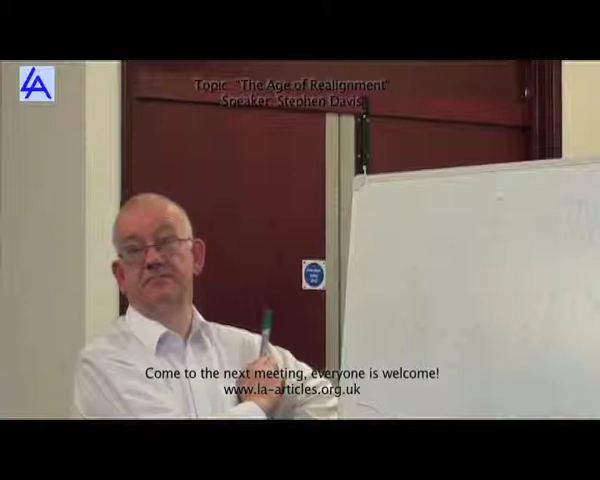 LA
Topic "The Age of Realignment"
Speaker Stephen Davis
Come to the next meeting, everyone is welcome!
www.la-articles.org.uk